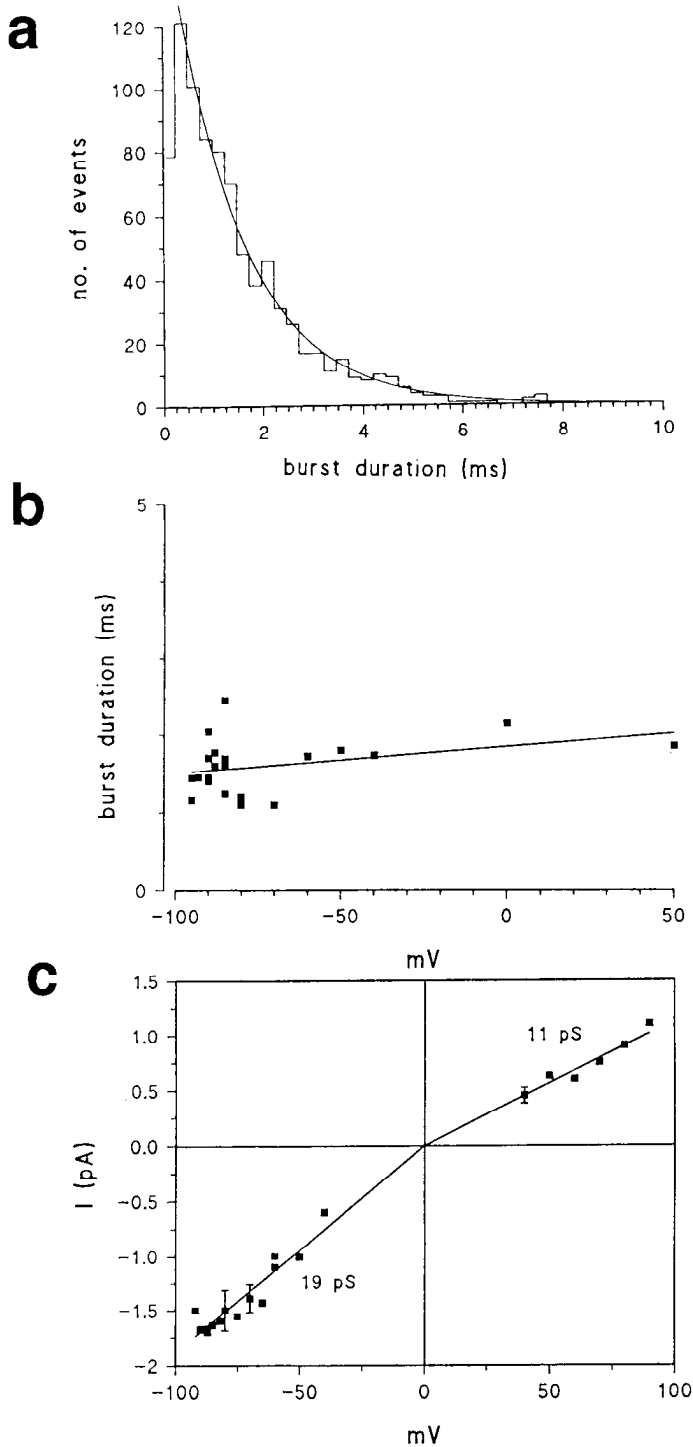 a
120
100
80
60
40
20
0
no. of events
0 2 4 6 8 10
burst duration (ms)
b
5
0
burst duration (ms)
-100 -50 0 50
mV
c
1.5
1.0
0.5
0.0
-0.5
-1.0
-1.5
-2
I (pA)
11 pS
19 pS
-100 -50 0 50 100
mV